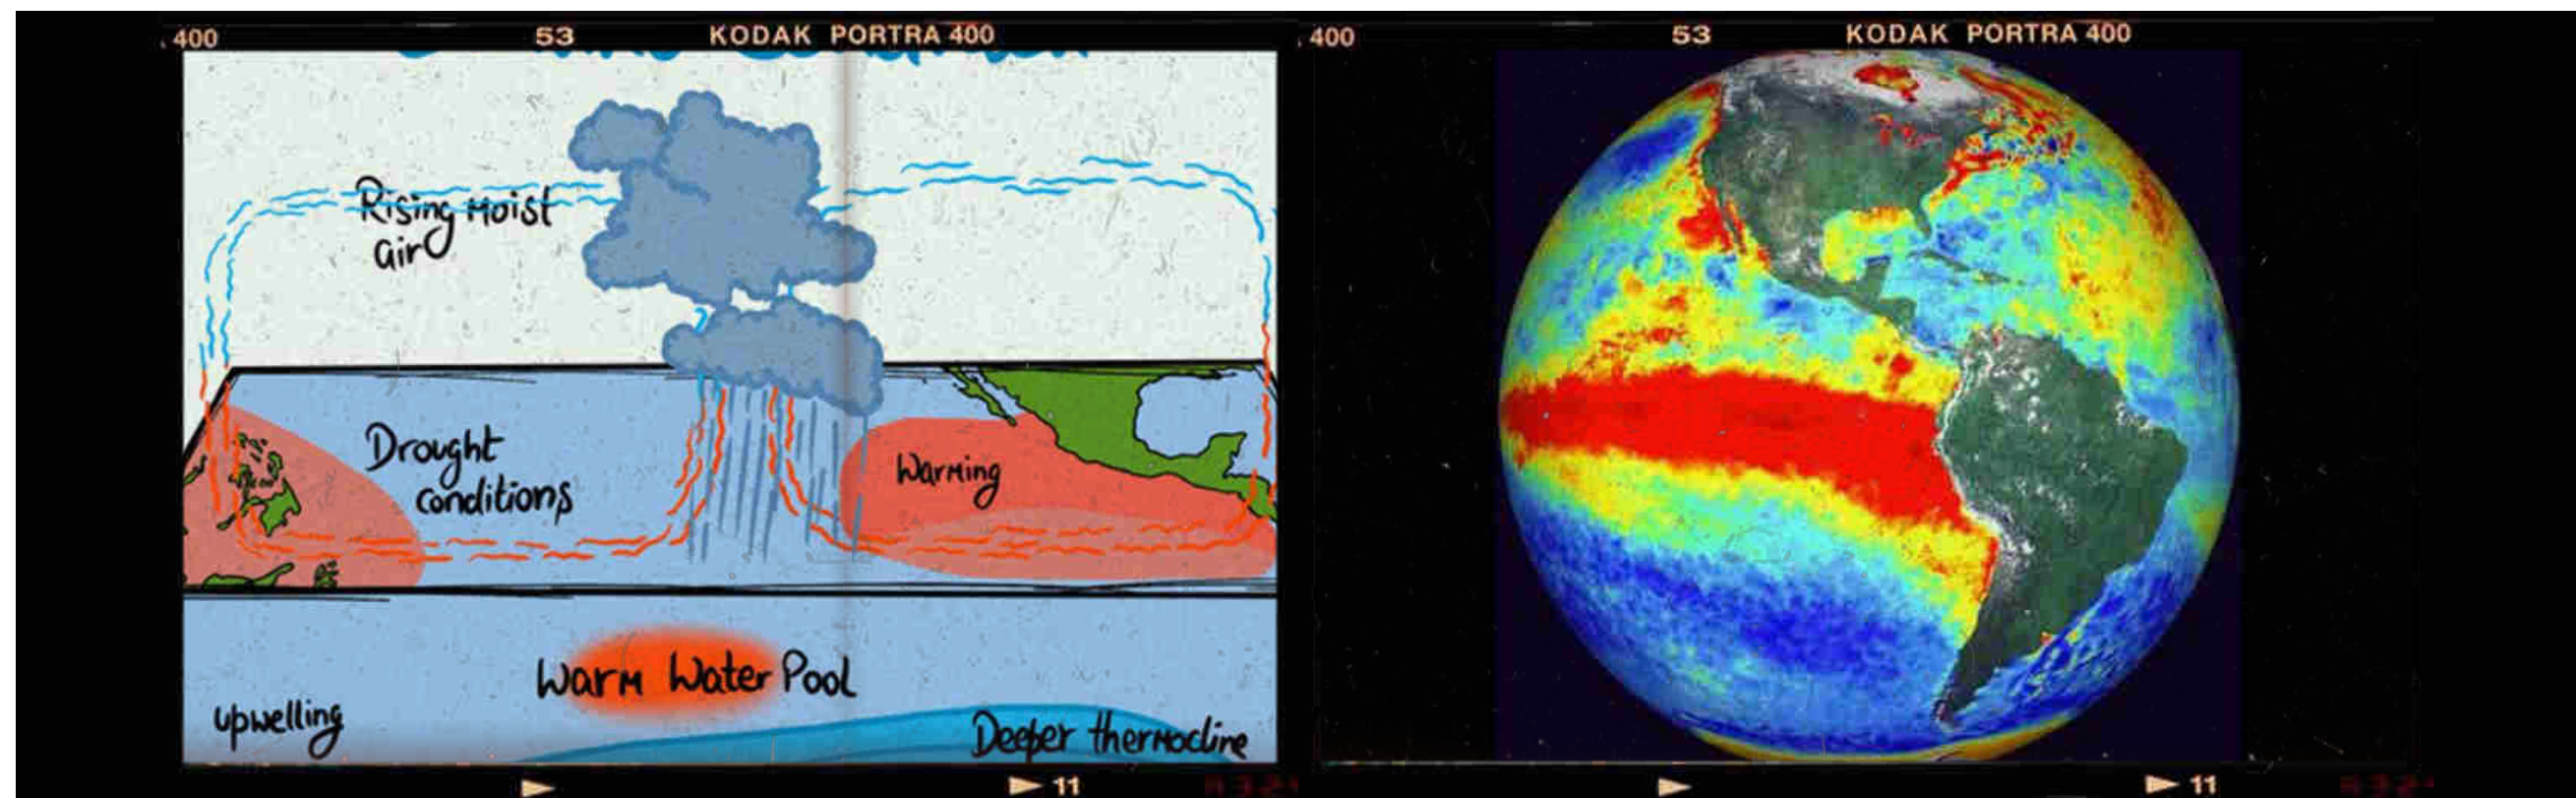 400 53 KODAK PORTRA 400
Rising moist
air
Drought
conditions
Warming
Warm Water Pool
upwelling
Deeper thermocline
11
400 53 KODAK PORTRA 400
11